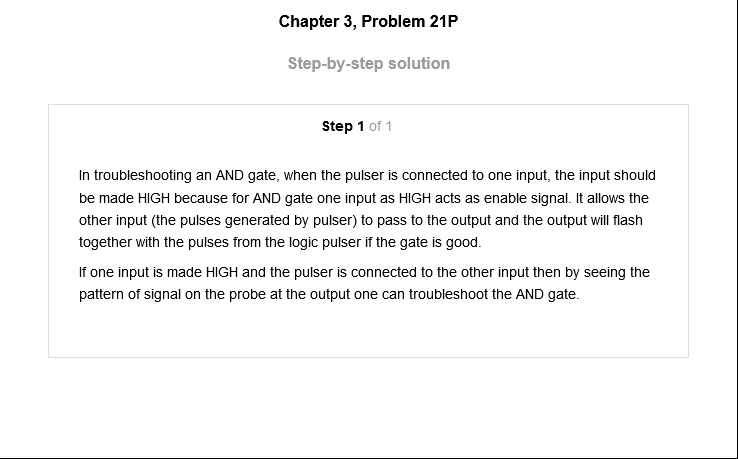 Chapter 3, Problem 21P
Step-by-step solution
Step 1 of 1
In troubleshooting an AND gate, when the pulser is connected to one input, the input should
be made HIGH because for AND gate one input as HIGH acts as enable signal. It allows the
other input (the pulses generated by pulser) to pass to the output and the output will flash
together with the pulses from the logic pulser if the gate is good.
If one input is made HIGH and the pulser is connected to the other input then by seeing the
pattern of signal on the probe at the output one can troubleshoot the AND gate.